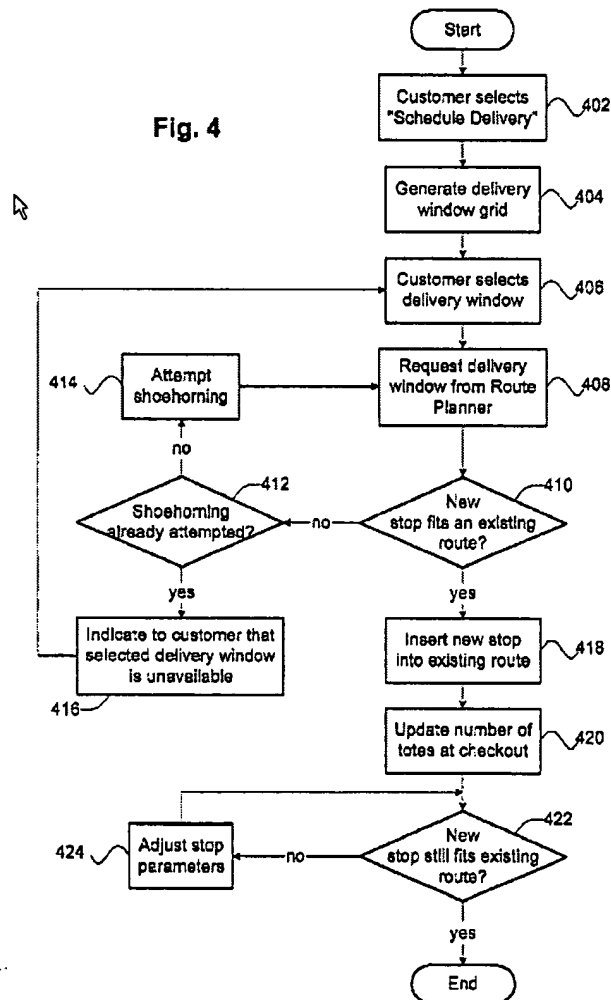 Start
Customer selects
"Schedule Delivery"
402
Fig. 4
Generate delivery
window grid
404
Customer selects
delivery window
406
414
Attempt
shoehorning
Request delivery
window from Route
Planner
408
no
412
Shoehorning
already attempted?
no
410
New
stop fits an existing
route?
yes
yes
Indicate to customer that
selected delivery window
is unavailable
416
Insert new stop
into existing route
418
Update number of
totes at checkout
420
424
Adjust stop
parameters
no
422
New
stop still fits existing
route?
yes
End